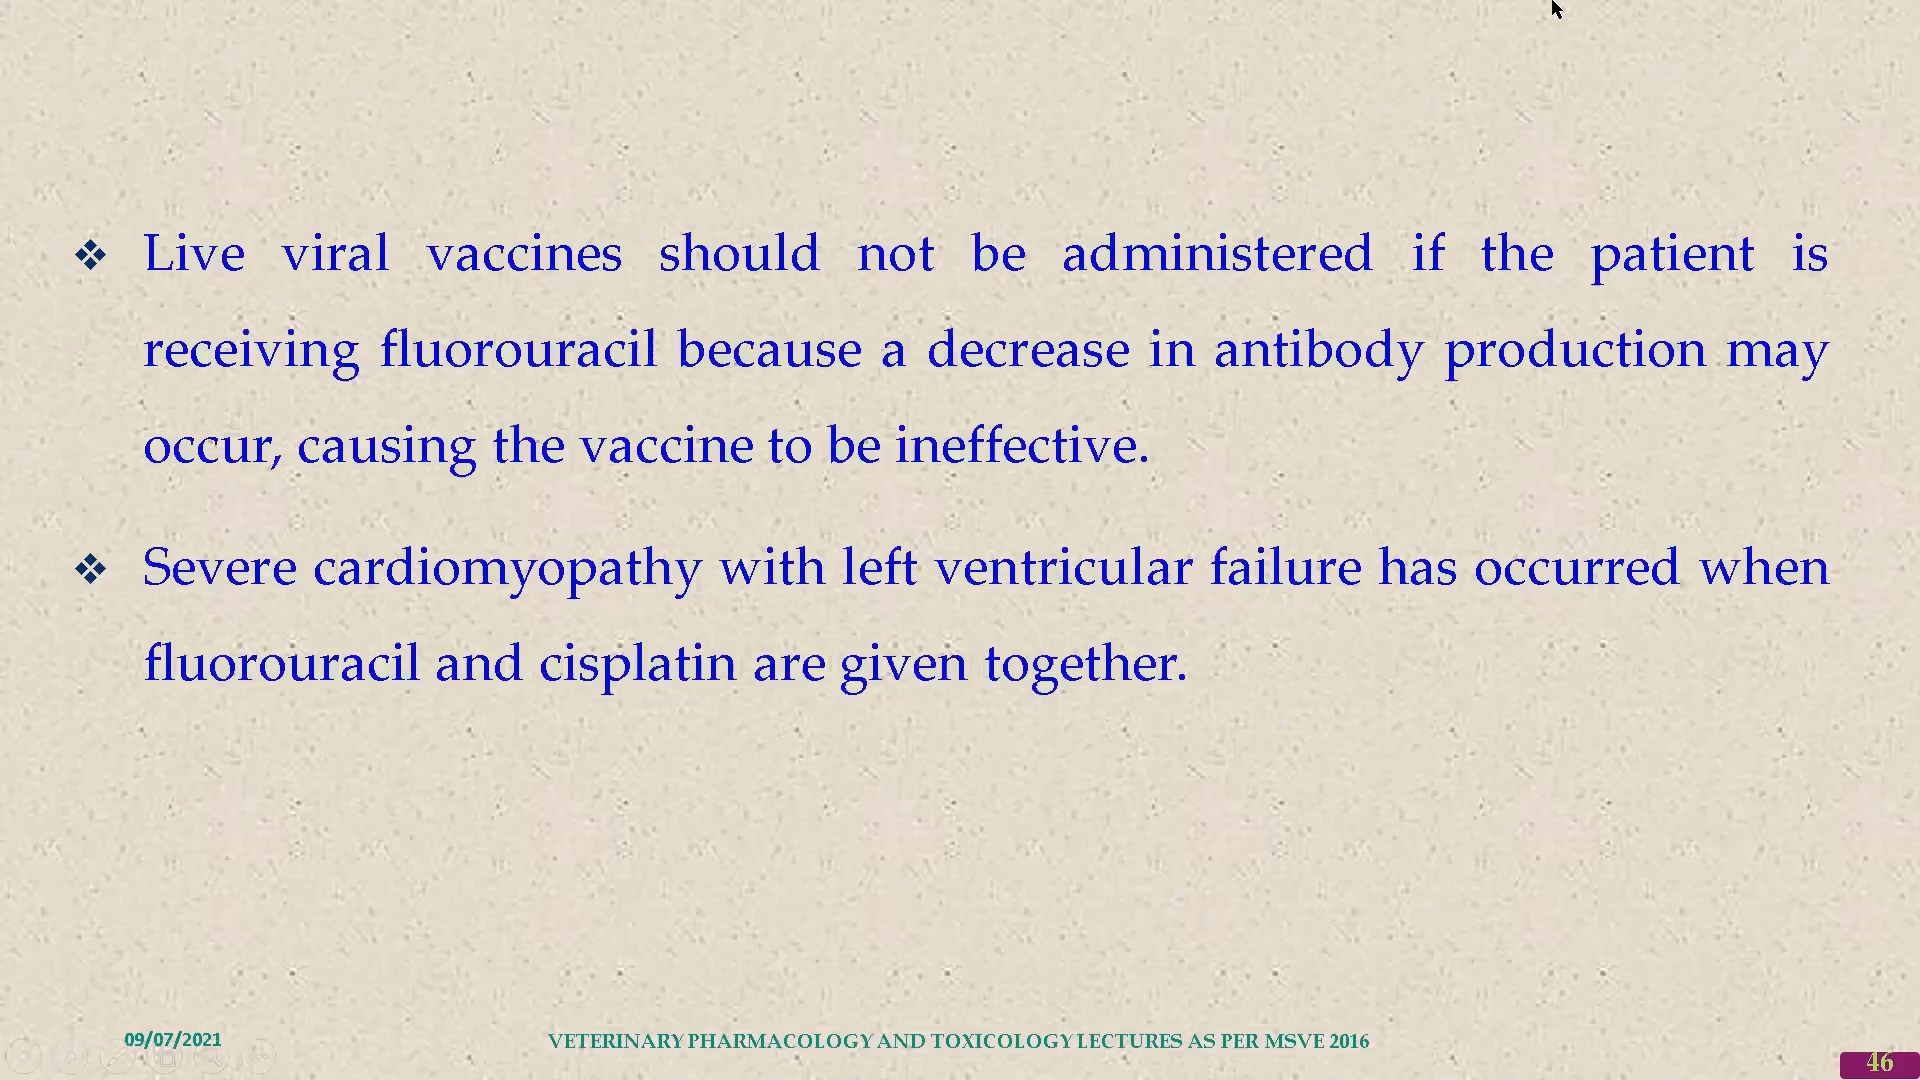 Live viral vaccines should not be administered if the patient is
receiving fluorouracil because a decrease in antibody production may
occur, causing the vaccine to be ineffective.
Severe cardiomyopathy with left ventricular failure has occurred when
fluorouracil and cisplatin are given together.
09/07/2021
VETERINARY PHARMACOLOGY AND TOXICOLOGY LECTURES AS PER MSVE 2016
46